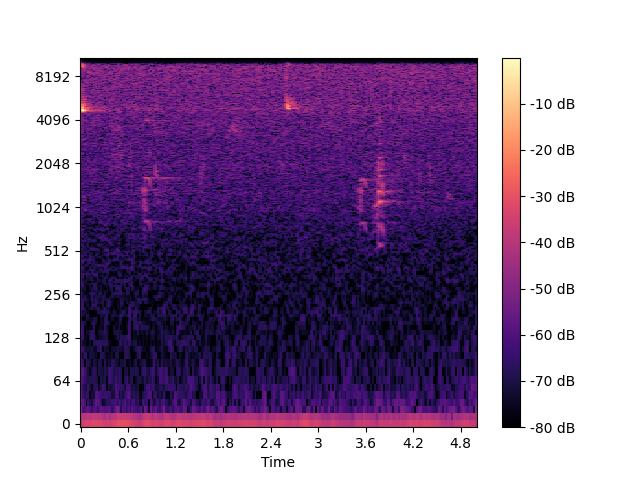 8192
4096
2048
1024
512
256
128
64
0
Hz
0 0.6 1.2 1.8 2.4 3 3.6 4.2 4.8
Time
-10 dB
-20 dB
-30 dB
-40 dB
-50 dB
-60 dB
-70 dB
-80 dB